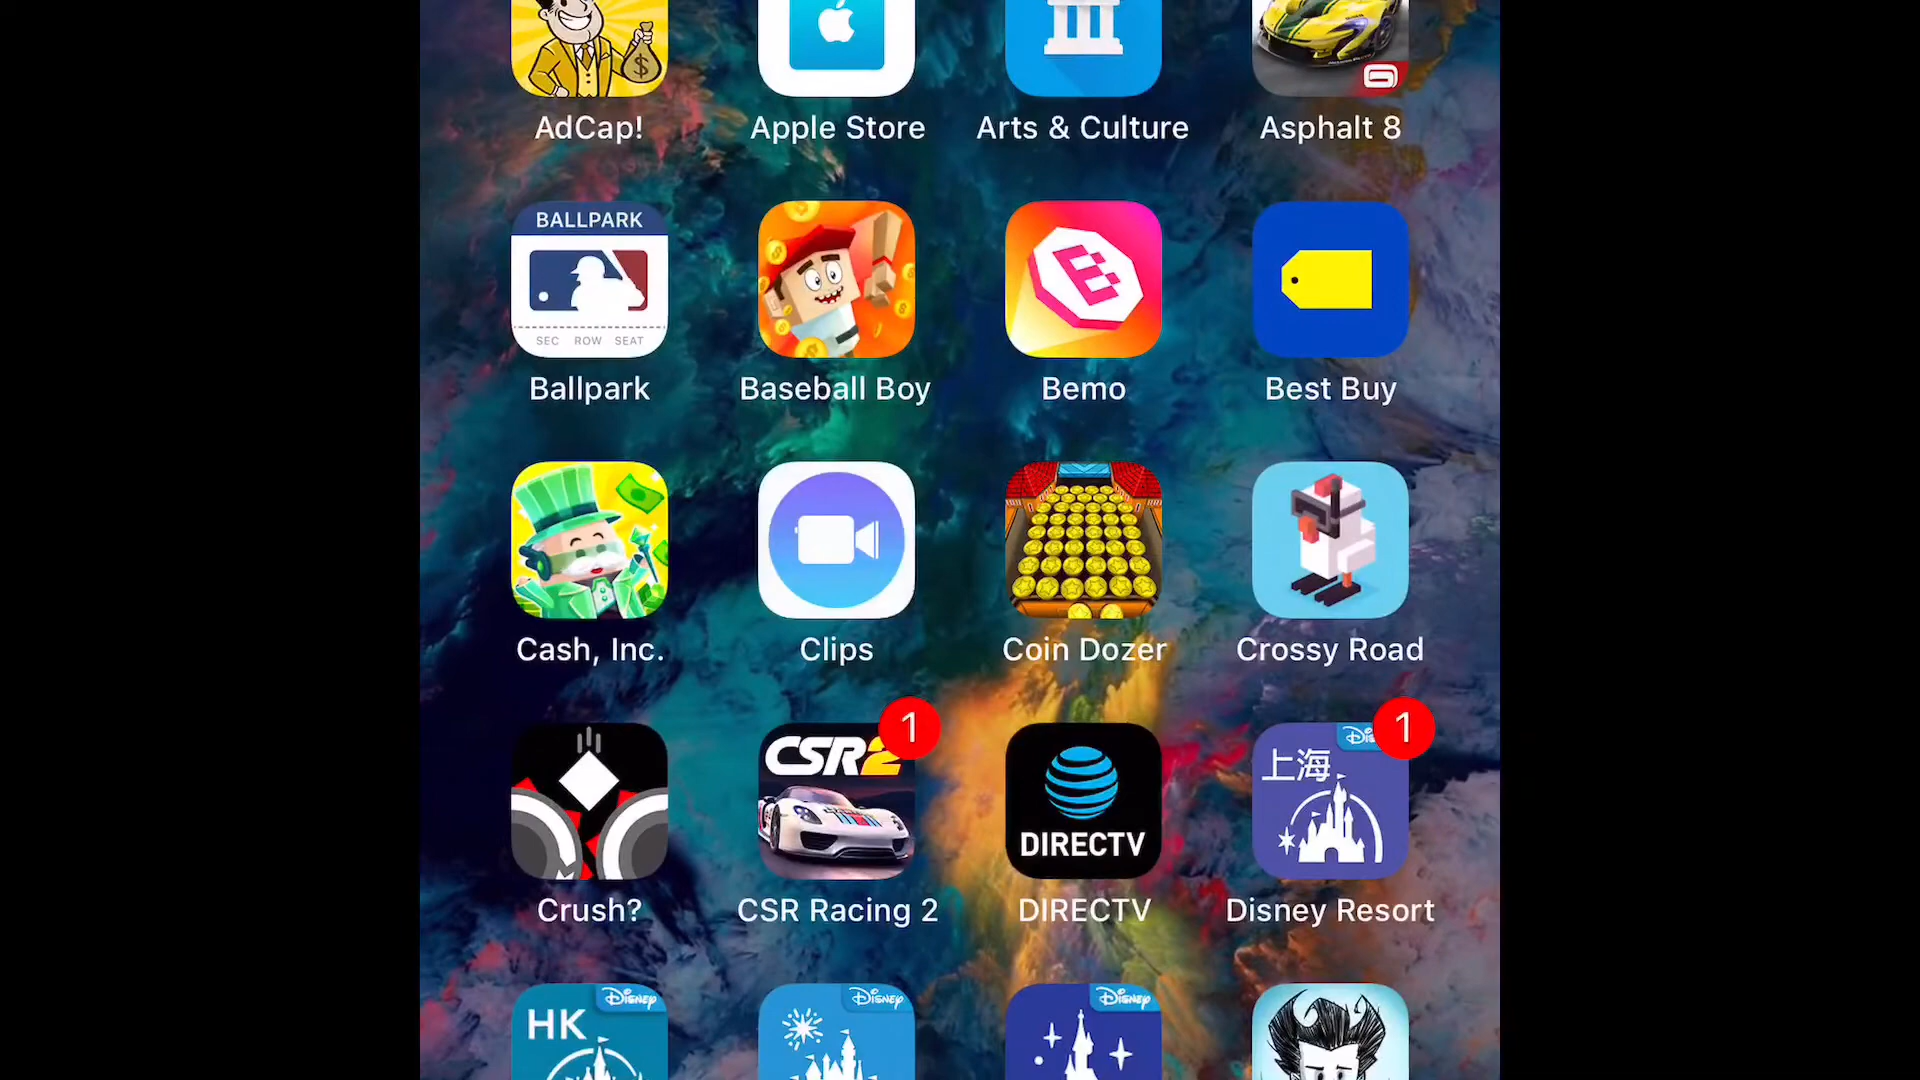 $
AdCap!
Apple Store
Arts & Culture
Asphalt 8
BALLPARK
SEC ROW SEAT
B
Ballpark
Baseball Boy
Bemo
Best Buy
Cash, Inc.
Clips
Coin Dozer
Crossy Road
CSR2
1
DIRECTV
Disney
1
上海
Crush?
CSR Racing 2
DIRECTV
Disney Resort
Disney
HK
Disney
Disney